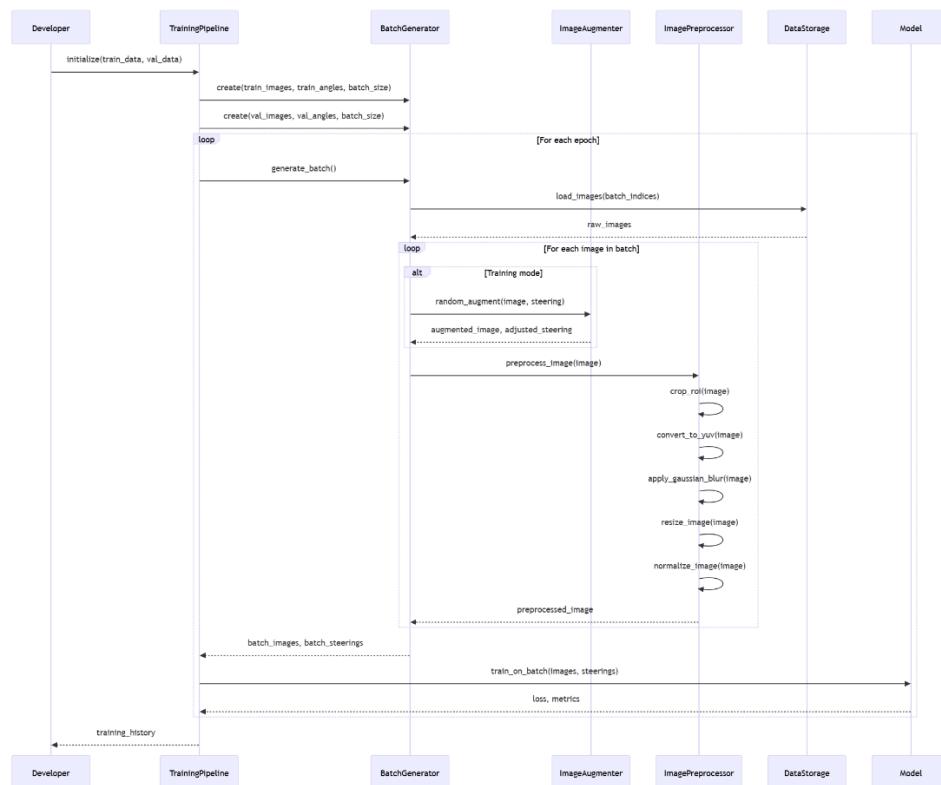 Developer TrainingPipeline BatchGenerator ImageAugmenter ImagePreprocessor DataStorage Model
initialize(train_data, val_data)
create(train_images, train_angles, batch_size)
create(val_images, val_angles, batch_size)
loop [For each epoch]
generate_batch()
load_images(batch_indices)
raw_images
loop [For each image in batch]
alt [Training mode]
random_augment(image, steering)
augmented_image, adjusted_steering
preprocess_image(image)
crop_roi(image)
convert_to_yuv(image)
apply_gaussian_blur(image)
resize_image(image)
normalize_image(image)
preprocessed_image
batch_images, batch_steerings
train_on_batch(images, steerings)
loss, metrics
training_history
Developer TrainingPipeline BatchGenerator ImageAugmenter ImagePreprocessor DataStorage Model